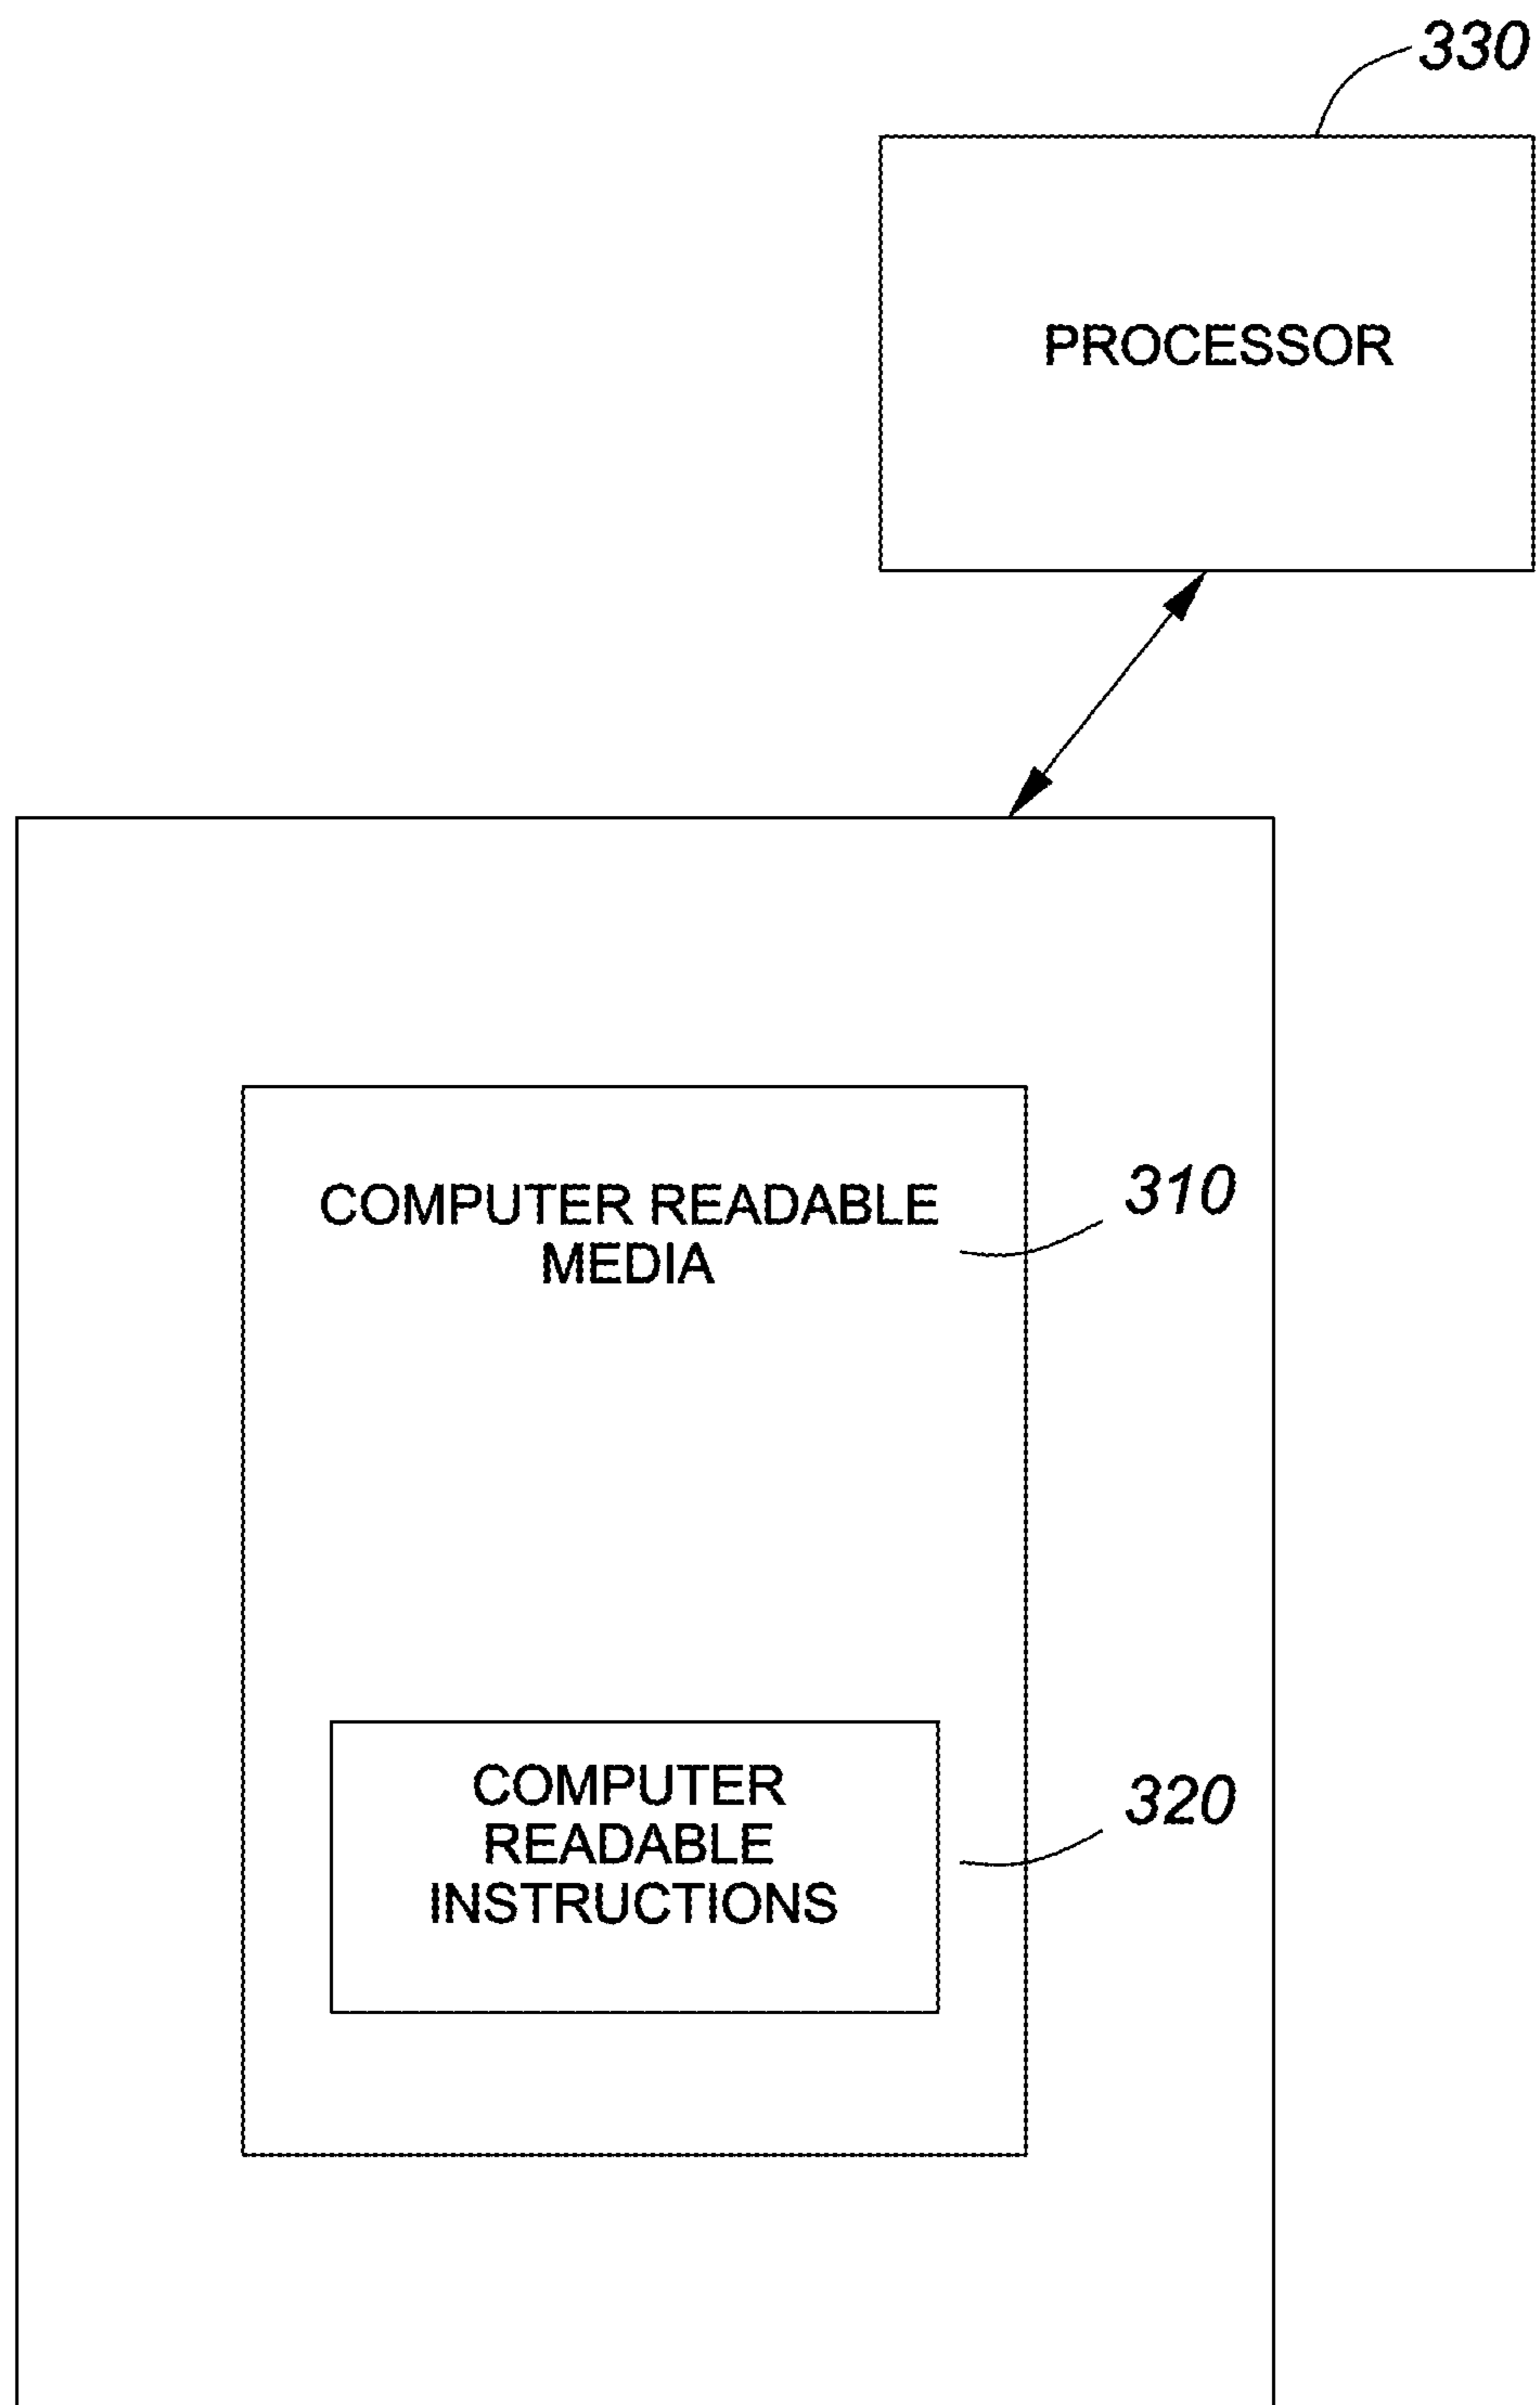 330
PROCESSOR
COMPUTER READABLE
MEDIA
310
COMPUTER
READABLE
INSTRUCTIONS
320